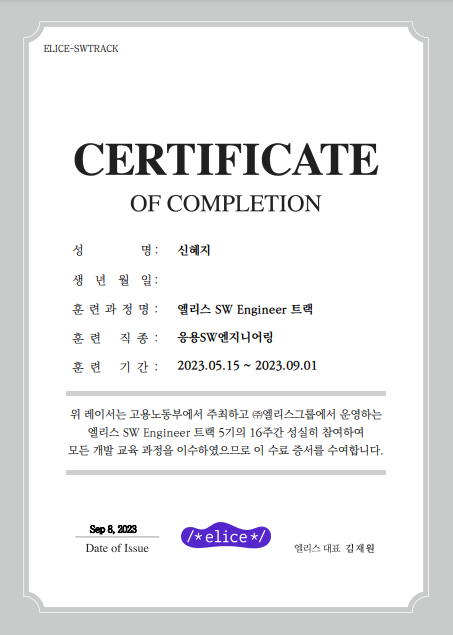 ELICE-SWTRACK
CERTIFICATE
OF COMPLETION
성 명 : 신혜지
생 년 월 일 :
훈 련 과 정 명 : 엘리스 SW Engineer 트랙
훈 련 직 종 : 응용SW엔지니어링
훈 련 기 간 : 2023.05.15 ~ 2023.09.01
위 레이서는 고용노동부에서 주최하고 ㈜엘리스그룹에서 운영하는
엘리스 SW Engineer 트랙 5기의 16주간 성실히 참여하여
모든 개발 교육 과정을 이수하였으므로 이 수료 증서를 수여합니다.
Sep 8, 2023
Date of Issue
/*elice*/
엘리스 대표 김재원